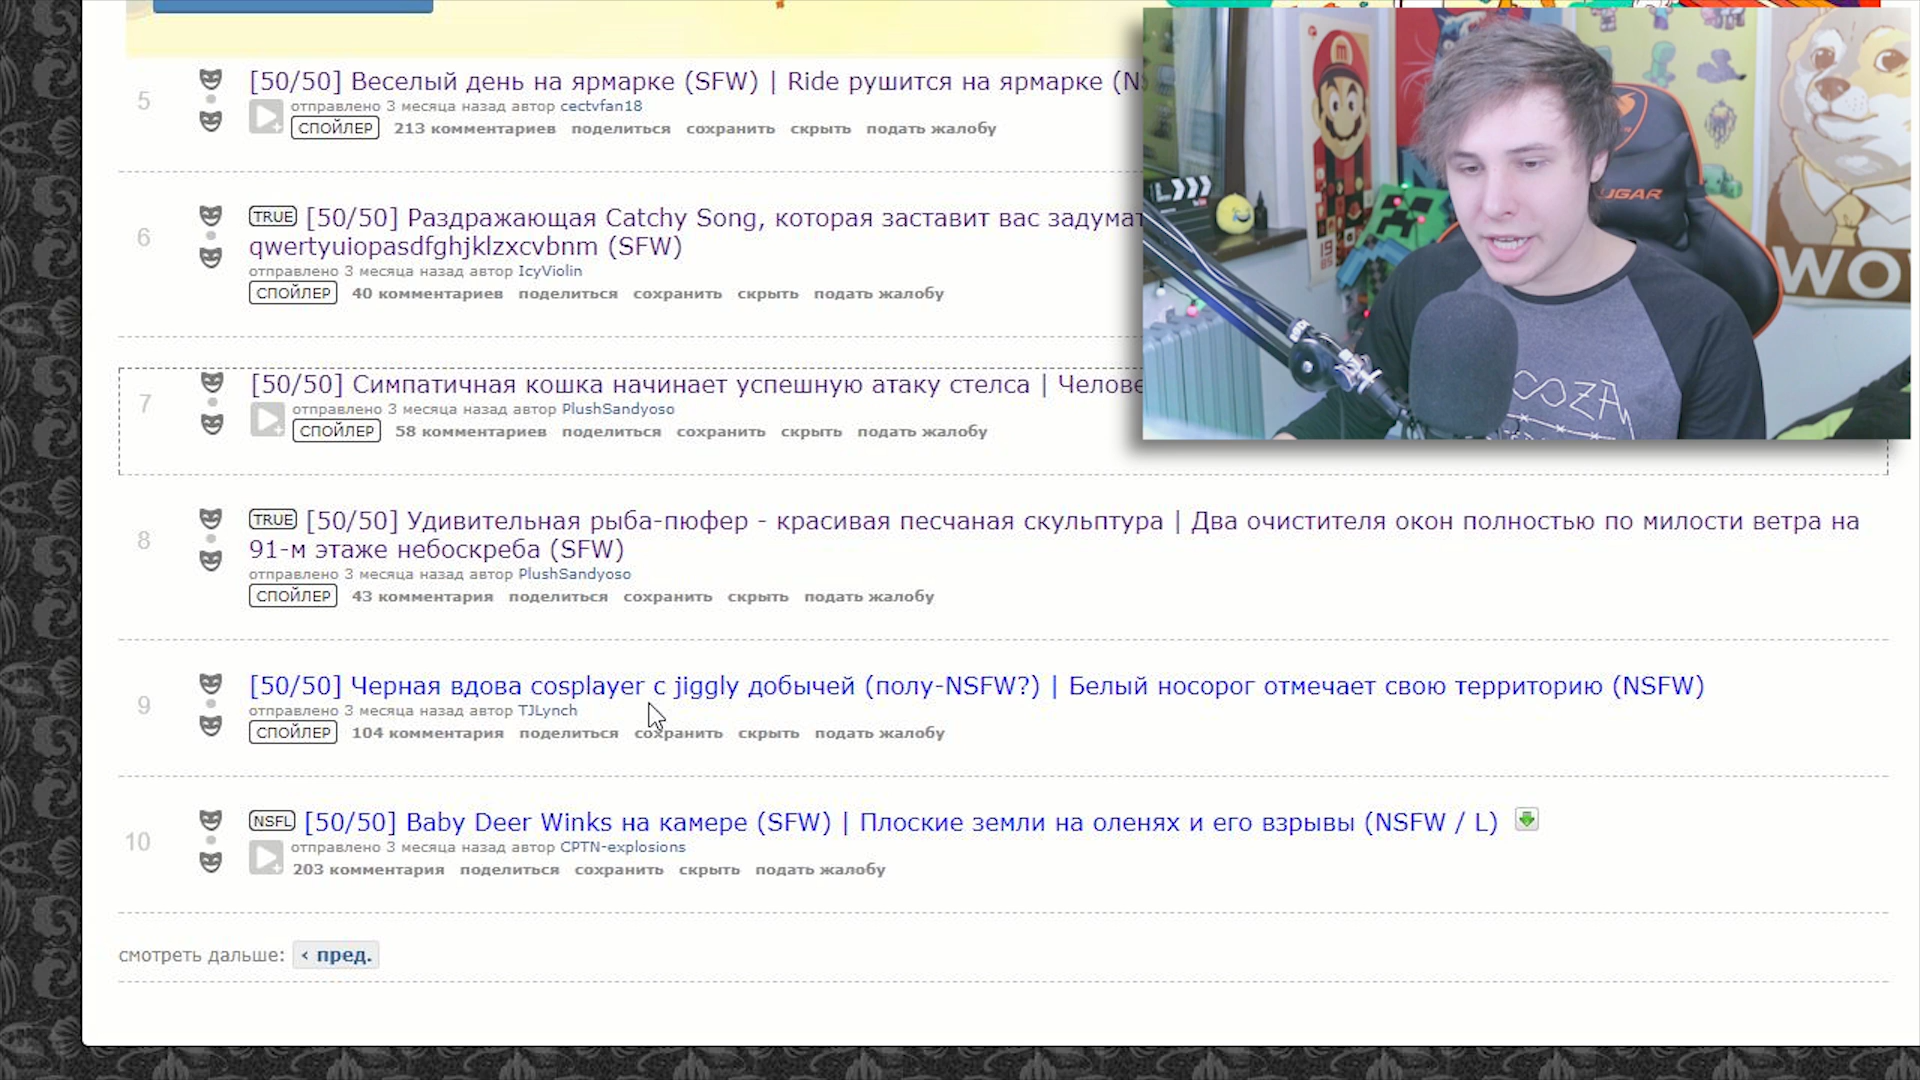 5
[50/50] Веселый день на ярмарке (SFW) | Ride рушится на ярмарке
отправлено 3 месяца назад автор cectvfan18
СПОЙЛЕР 213 комментариев поделиться сохранить скрыть подать жалобу
6
TRUE [50/50] Раздражающая Catchy Song, которая заставит вас
qwertyuiopasdfghjklzxcvbnm (SFW)
отправлено 3 месяца назад автор IcyViolin
СПОЙЛЕР 40 комментариев поделиться сохранить скрыть подать жалобу
7
[50/50] Симпатичная кошка начинает успешную атаку стелса |
отправлено 3 месяца назад автор PlushSandyoso
СПОЙЛЕР 58 комментариев поделиться сохранить скрыть подать жалобу
8
TRUE [50/50] Удивительная рыба-пюфер - красивая песчаная скульптура | Два очистителя окон полностью по милости ветра на
91-м этаже небоскреба (SFW)
отправлено 3 месяца назад автор PlushSandyoso
СПОЙЛЕР 43 комментария поделиться сохранить скрыть подать жалобу
9
[50/50] Черная вдова cosplayer с jiggly добычей (полу-NSFW?) | Белый носорог отмечает свою территорию (NSFW)
отправлено 3 месяца назад автор TJLynch
СПОЙЛЕР 104 комментария поделиться сохранить скрыть подать жалобу
10
NSFL [50/50] Baby Deer Winks на камере (SFW) | Плоские земли на оленях и его взрывы (NSFW / L)
отправлено 3 месяца назад автор CPTN-explosions
203 комментария поделиться сохранить скрыть подать жалобу
смотреть дальше: ‹ пред.
WOW